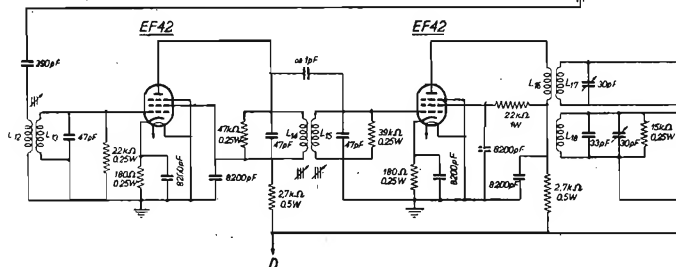 EF42
EF42
390pF
L12
L13
47pF
22kΩ
0.25W
180Ω
0.25W
8200pF
8200pF
47kΩ
0.25W
47pF
ca 1pF
2,7kΩ
0.5W
L14
L15
47pF
39kΩ
0.25W
180Ω
0.25W
8200pF
8200pF
22kΩ
1W
8200pF
L16
L17
30pF
L18
33pF
30pF
15kΩ
0.25W
2,7kΩ
0.5W
D